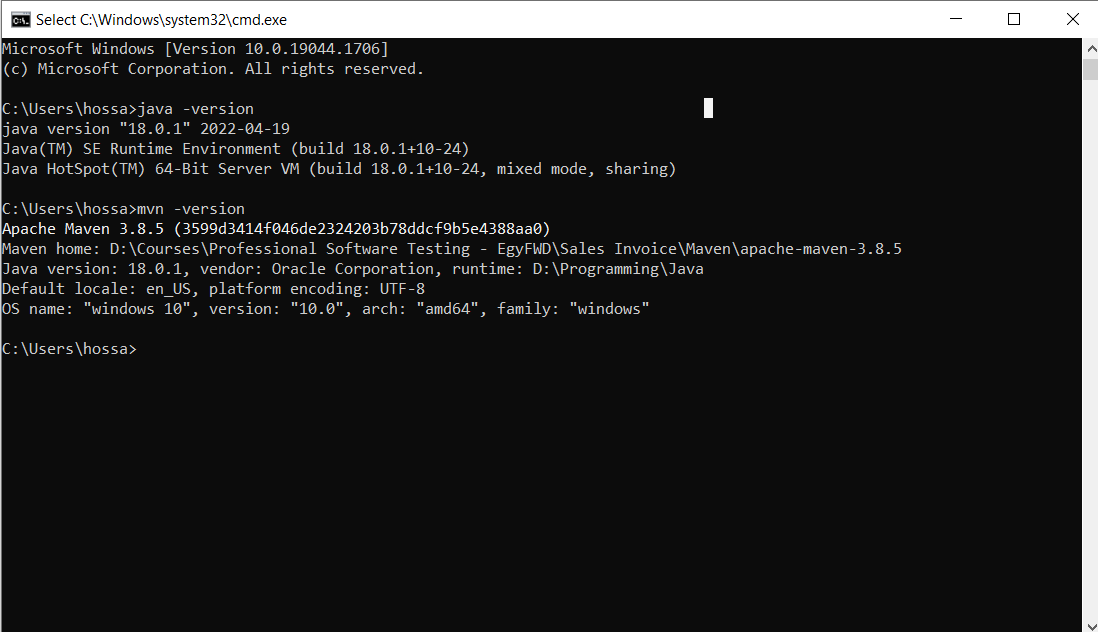 Select C:\Windows\system32\cmd.exe
Microsoft Windows [Version 10.0.19044.1706]
(c) Microsoft Corporation. All rights reserved.
C:\Users\hossa>java -version
java version "18.0.1" 2022-04-19
Java(TM) SE Runtime Environment (build 18.0.1+10-24)
Java HotSpot(TM) 64-Bit Server VM (build 18.0.1+10-24, mixed mode, sharing)
C:\Users\hossa>mvn -version
Apache Maven 3.8.5 (3599d3414f046de2324203b78ddcf9b5e4388aa0)
Maven home: D:\Courses\Professional Software Testing - EgyFWD\Sales Invoice\Maven\apache-maven-3.8.5
Java version: 18.0.1, vendor: Oracle Corporation, runtime: D:\Programming\Java
Default locale: en_US, platform encoding: UTF-8
OS name: "windows 10", version: "10.0", arch: "amd64", family: "windows"
C:\Users\hossa>